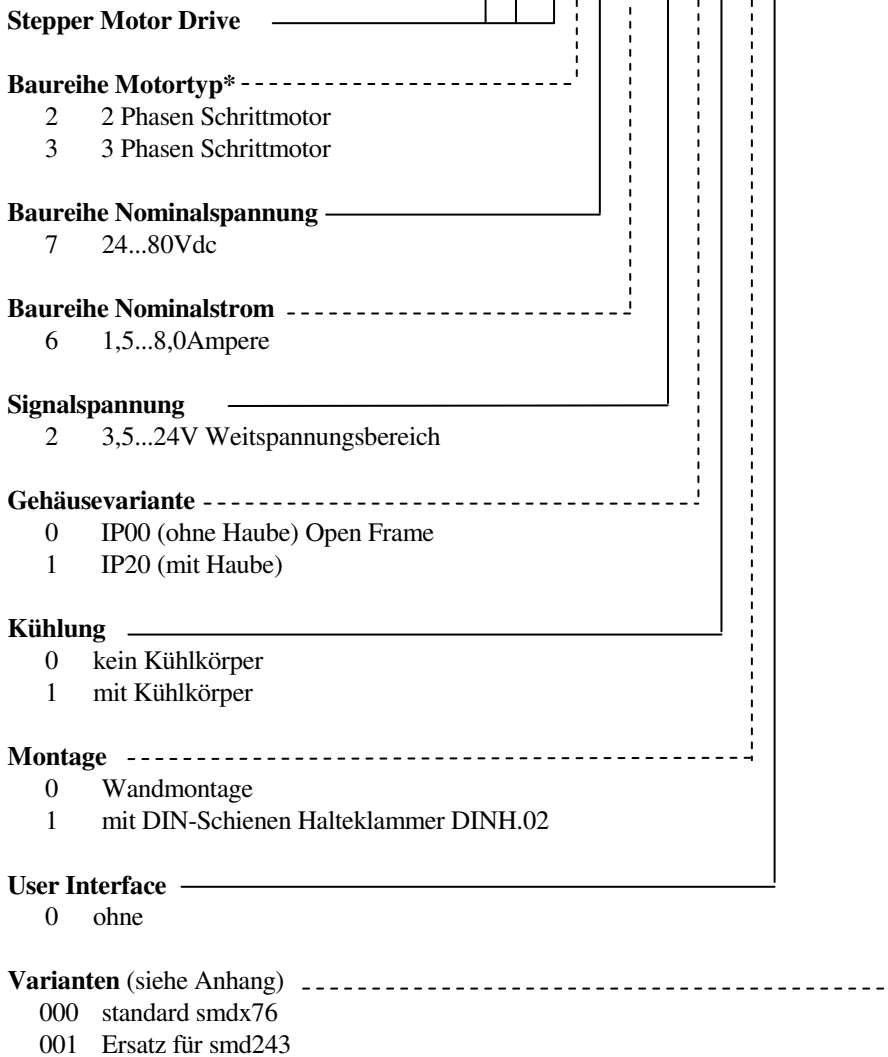 Stepper Motor Drive
Baureihe Motortyp*
2 2 Phasen Schrittmotor
3 3 Phasen Schrittmotor
Baureihe Nominalspannung
7 24...80Vdc
Baureihe Nominalstrom
6 1,5...8,0Ampere
Signalspannung
2 3,5...24V Weitspannungsbereich
Gehäusevariante
0 IP00 (ohne Haube) Open Frame
1 IP20 (mit Haube)
Kühlung
0 kein Kühlkörper
1 mit Kühlkörper
Montage
0 Wandmontage
1 mit DIN-Schienen Halteklammer DINH.02
User Interface
0 ohne
Varianten (siehe Anhang)
000 standard smdx76
001 Ersatz für smd243